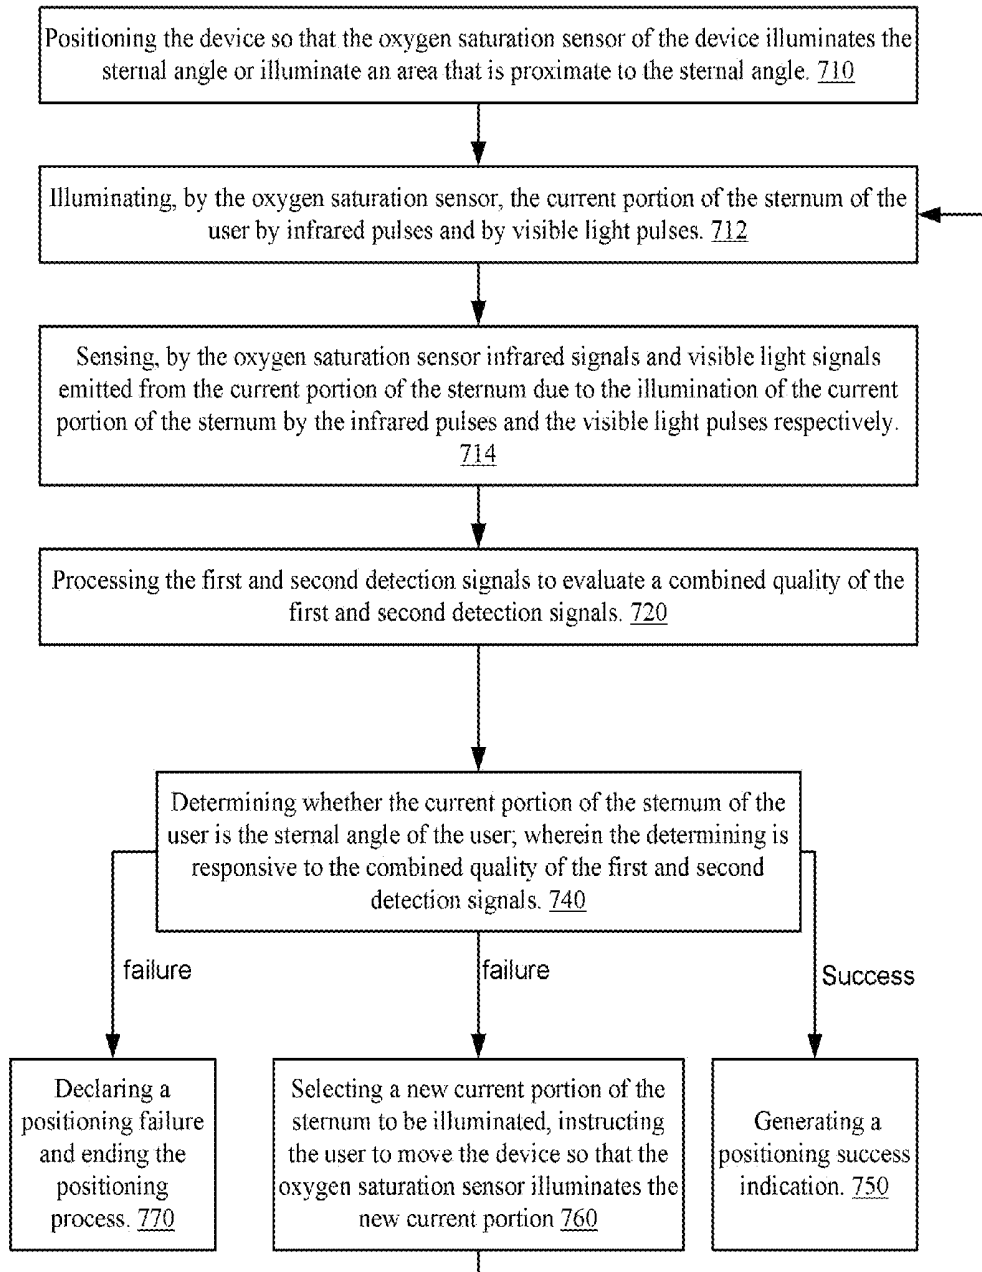 Positioning the device so that the oxygen saturation sensor of the device illuminates the
sternal angle or illuminate an area that is proximate to the sternal angle. 710
Illuminating, by the oxygen saturation sensor, the current portion of the sternum of the
user by infrared pulses and by visible light pulses. 712
Sensing, by the oxygen saturation sensor infrared signals and visible light signals
emitted from the current portion of the sternum due to the illumination of the current
portion of the sternum by the infrared pulses and the visible light pulses respectively.
714
Processing the first and second detection signals to evaluate a combined quality of the
first and second detection signals. 720
Determining whether the current portion of the sternum of the
user is the sternal angle of the user; wherein the determining is
responsive to the combined quality of the first and second
detection signals. 740
failure
failure
Success
Declaring a
positioning failure
and ending the
positioning
process. 770
Selecting a new current portion of the
sternum to be illuminated, instructing
the user to move the device so that the
oxygen saturation sensor illuminates the
new current portion 760
Generating a
positioning success
indication. 750